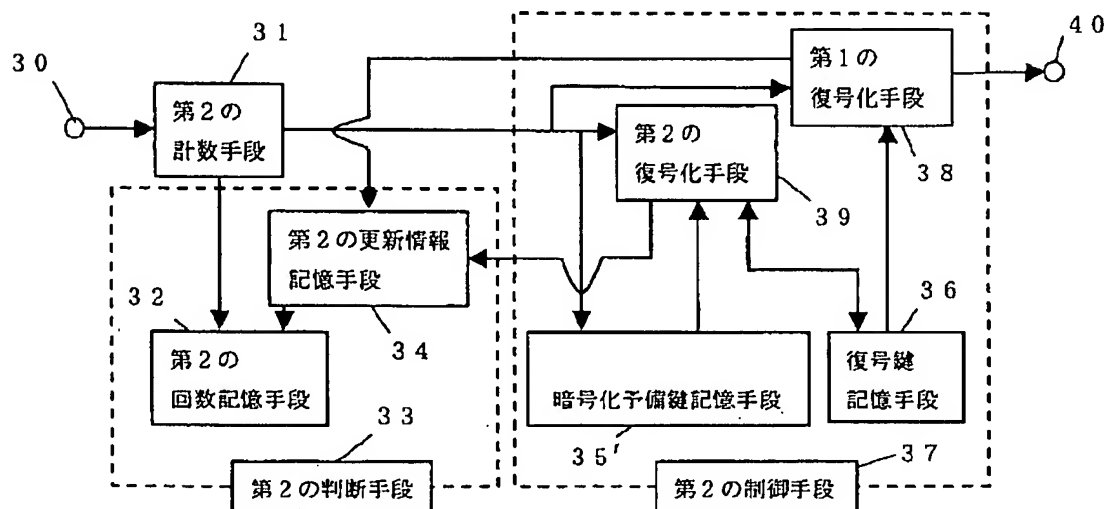 ３０
３１
第２の
計数手段
第１の
復号化手段
４０
３８
第２の
復号化手段
３９
第２の更新情報
記憶手段
３４
３２
第２の
回数記憶手段
３３
第２の判断手段
暗号化予備鍵記憶手段
３５’
３６
復号鍵
記憶手段
３７
第２の制御手段